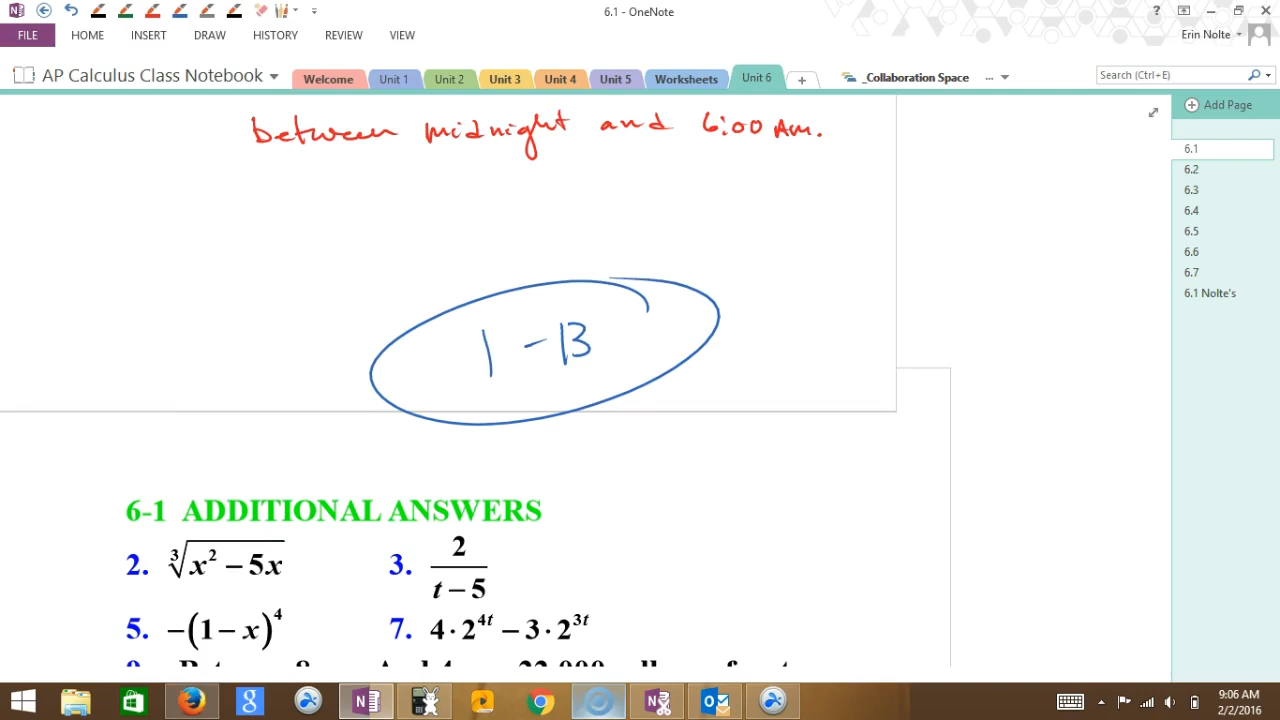 6.1 - OneNote
?
FILE HOME INSERT DRAW HISTORY REVIEW VIEW
Erin Nolte
AP Calculus Class Notebook Welcome Unit 1 Unit 2 Unit 3 Unit 4 Unit 5 Worksheets Unit 6 + _Collaboration Space ...
Search (Ctrl+E)
Add Page
between midnight and 6:00 Am.
6.1
6.2
6.3
6.4
6.5
6.6
6.7
6.1 Nolte's
1 - 13
6-1 ADDITIONAL ANSWERS
2. ∛(x² − 5x) 3. 2/(t − 5)
5. −(1 − x)⁴ 7. 4 · 2^{4t} − 3 · 2^{3t}
9:06 AM
2/2/2016